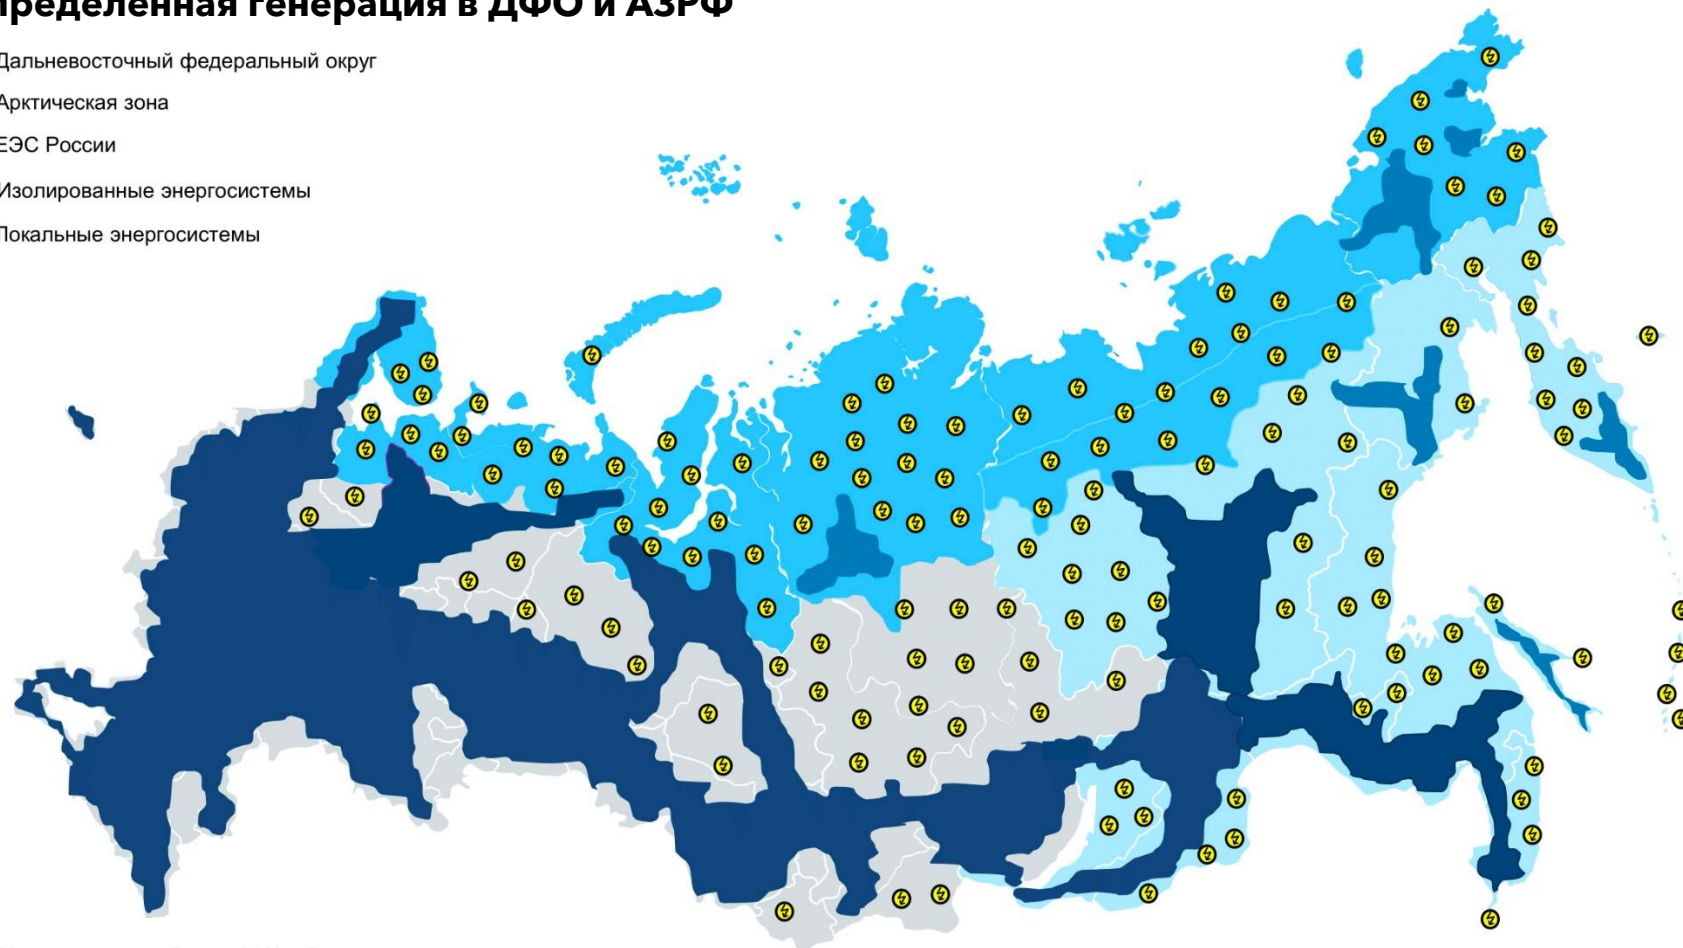 пределенная генерация в ДФО и АЗРФ
Дальневосточный федеральный округ
Арктическая зона
ЕЭС России
Изолированные энергосистемы
Локальные энергосистемы